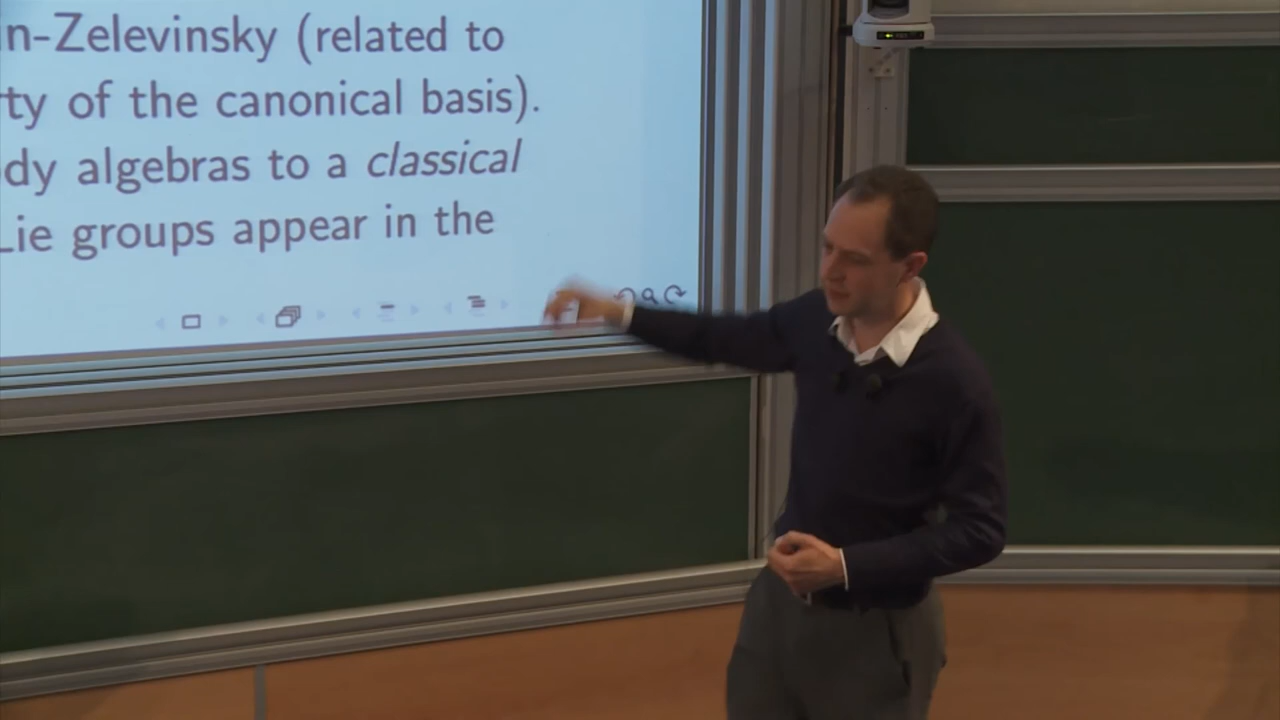 n-Zelevinsky (related to
ty of the canonical basis).
dy algebras to a classical
Lie groups appear in the